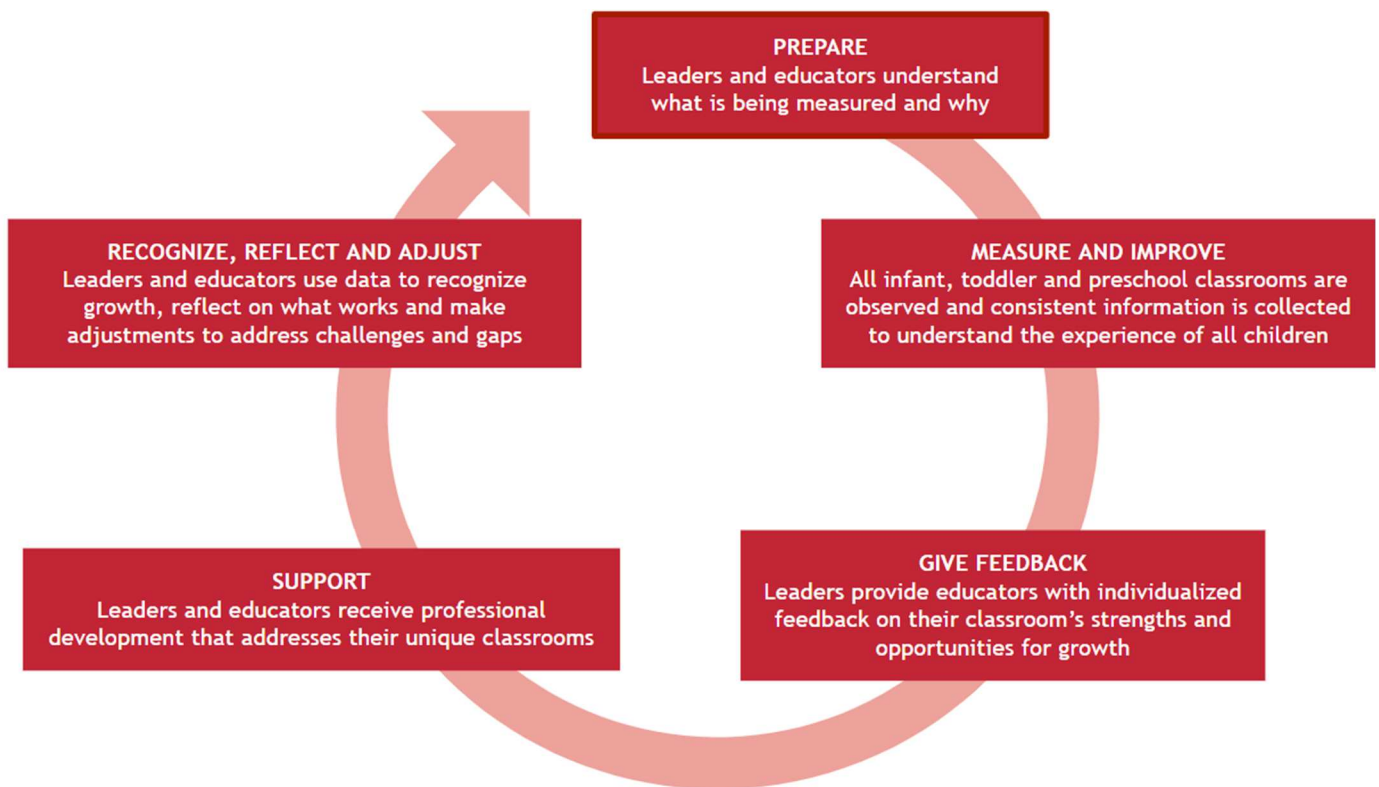 PREPARE
Leaders and educators understand
what is being measured and why
MEASURE AND IMPROVE
All infant, toddler and preschool classrooms are
observed and consistent information is collected
to understand the experience of all children
GIVE FEEDBACK
Leaders provide educators with individualized
feedback on their classroom’s strengths and
opportunities for growth
SUPPORT
Leaders and educators receive professional
development that addresses their unique classrooms
RECOGNIZE, REFLECT AND ADJUST
Leaders and educators use data to recognize
growth, reflect on what works and make
adjustments to address challenges and gaps